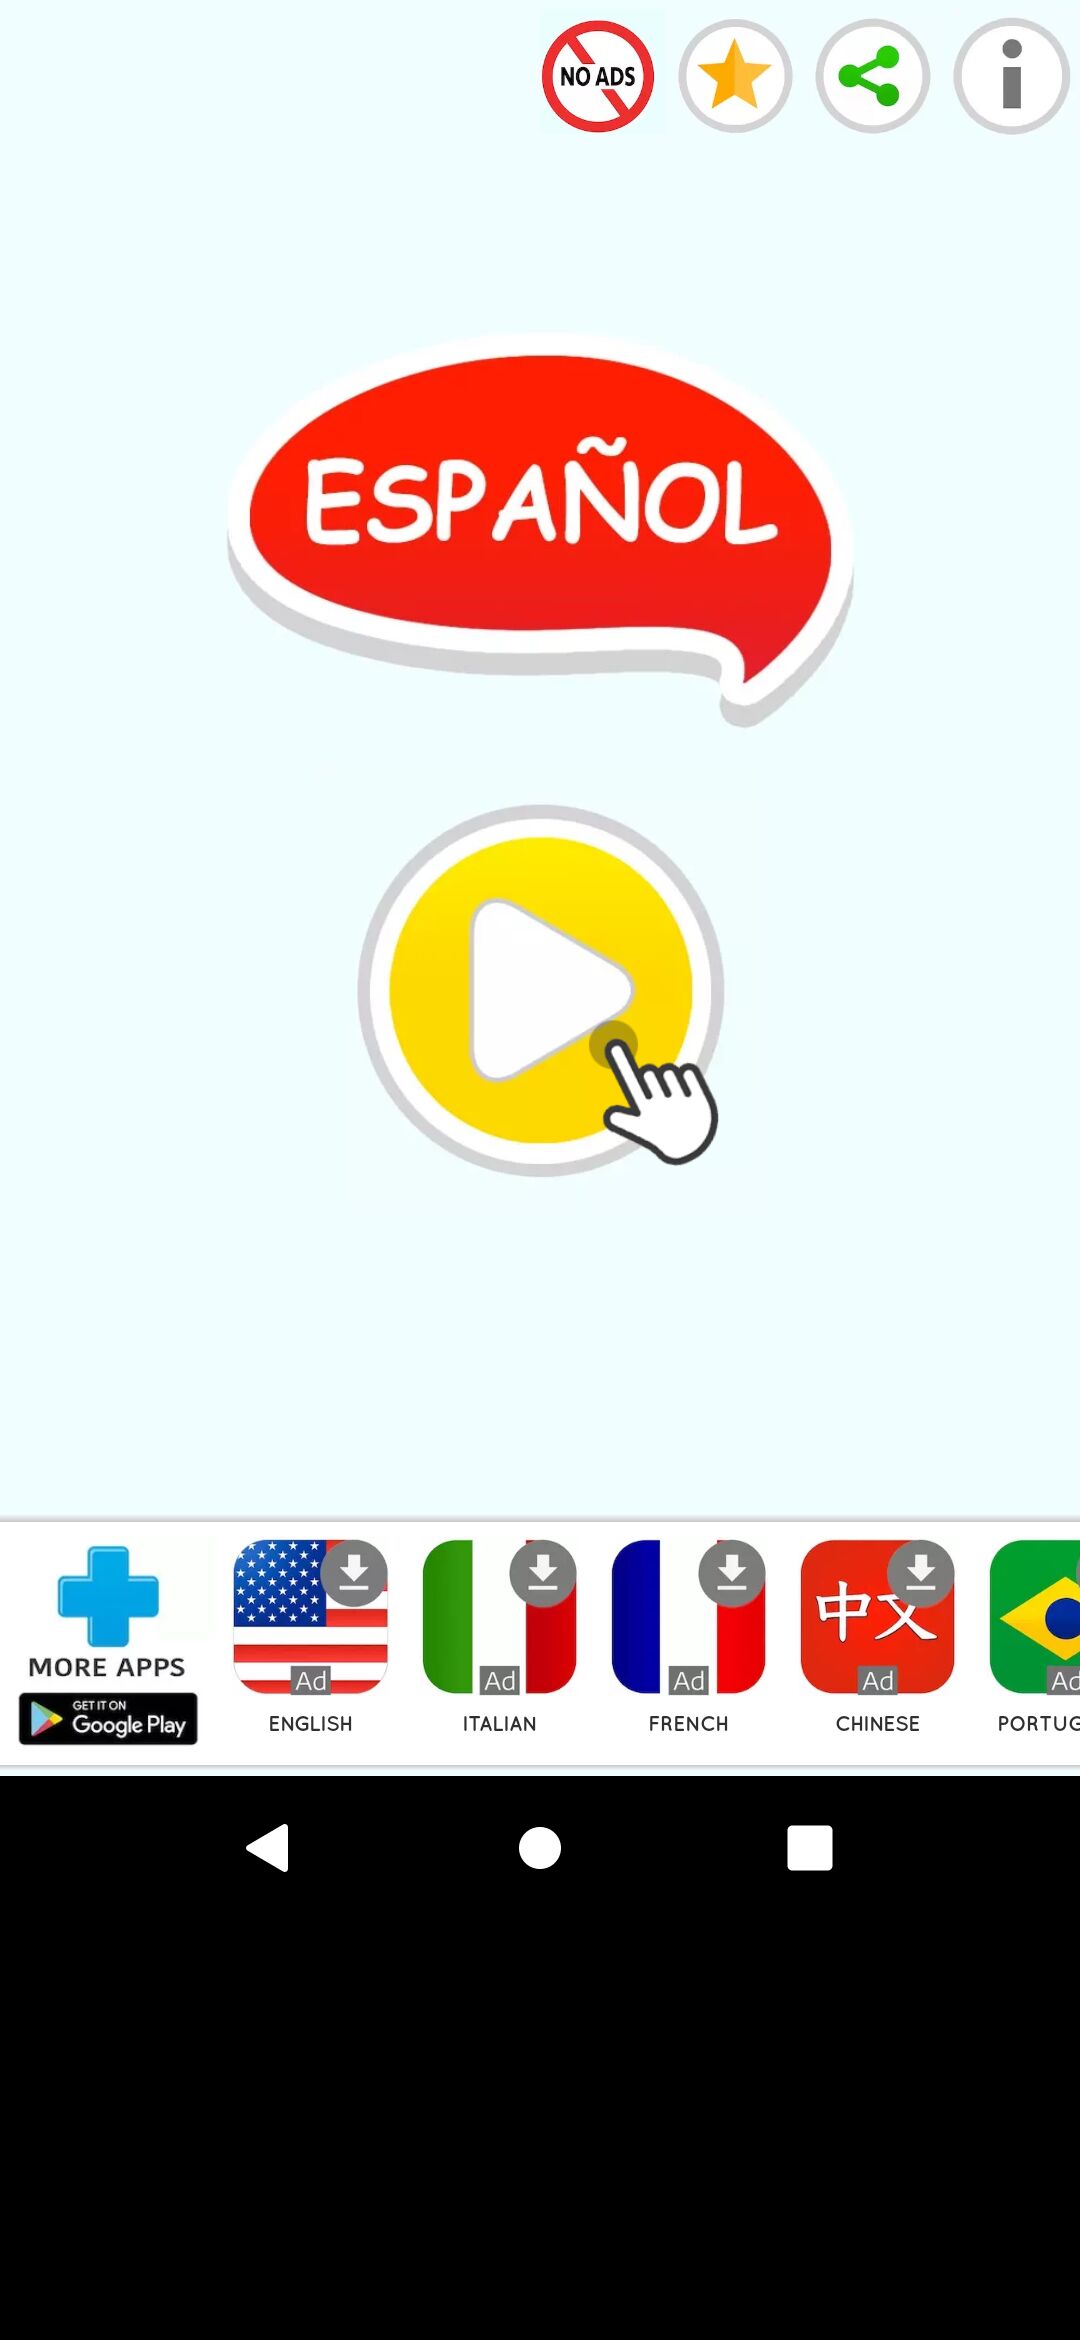 NO ADS
ESPAÑOL
MORE APPS
GET IT ON
Google Play
Ad
ENGLISH
Ad
ITALIAN
Ad
FRENCH
中文
Ad
CHINESE
Ad
PORTUG